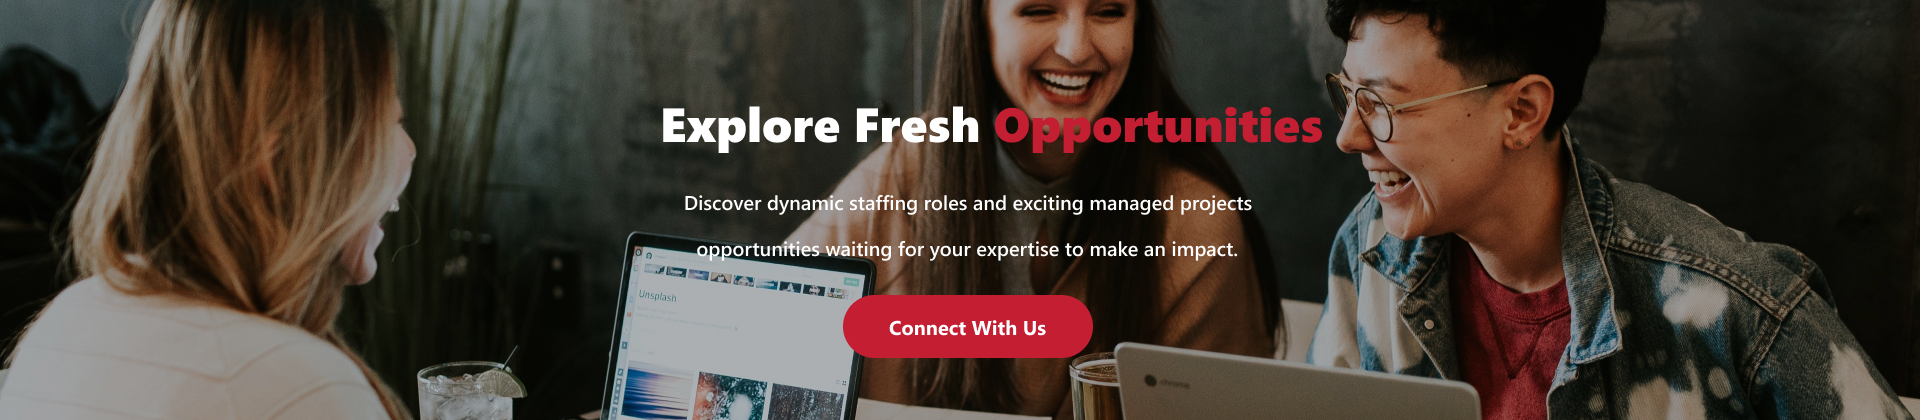 Explore Fresh Opportunities
Discover dynamic staffing roles and exciting managed projects
opportunities waiting for your expertise to make an impact.
Unsplash
Connect With Us
chrome